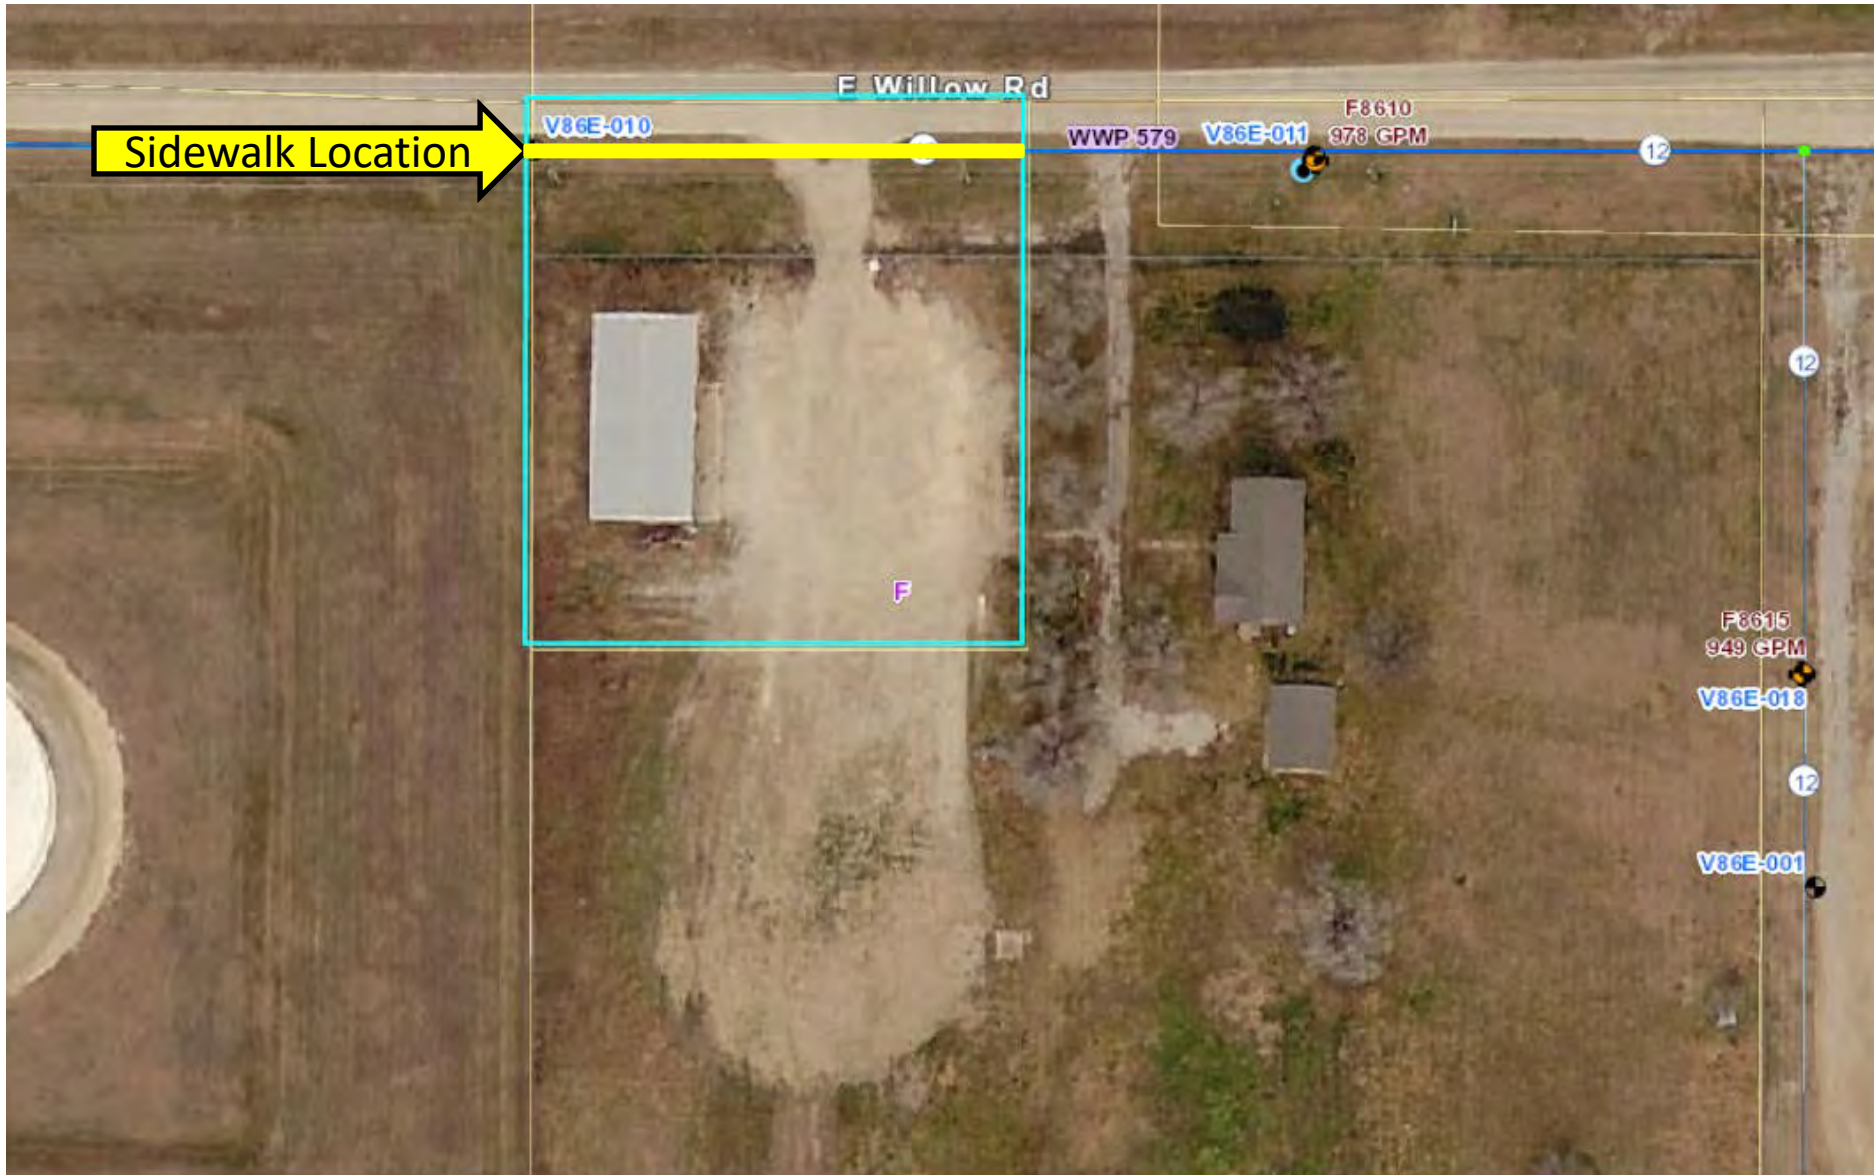 E Willow Rd
V86E-010
Sidewalk Location
WWP 579
V86E-011
F8610
978 GPM
12
12
F
F8615
949 GPM
V86E-018
12
V86E-001